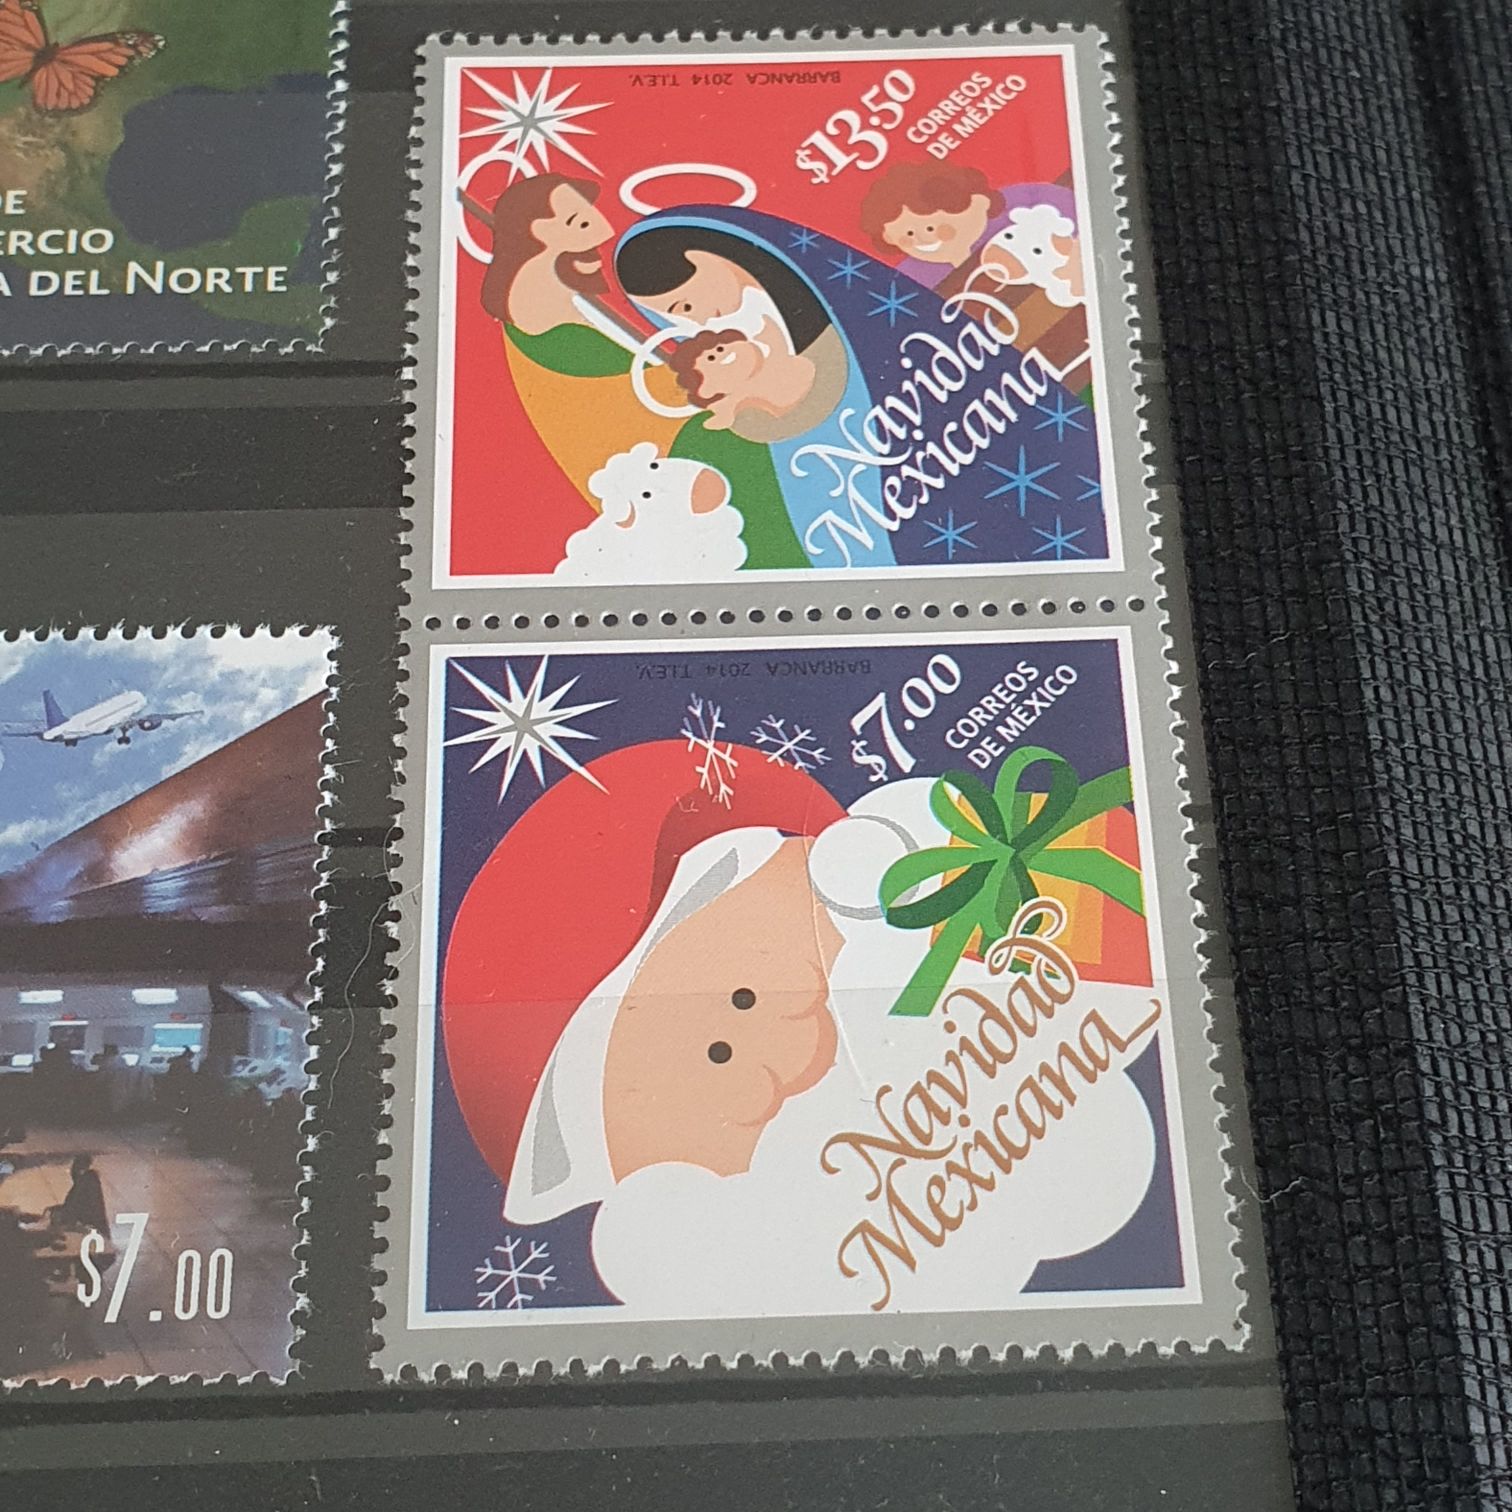 DE
ERCIO
A DEL NORTE
$7.00
BARRANCA 2014 T.I.E.V.
$13.50
CORREOS
DE MÉXICO
Navidad
Mexicana
BARRANCA 2014 T.I.E.V.
$7.00
CORREOS
DE MÉXICO
Navidad
Mexicana